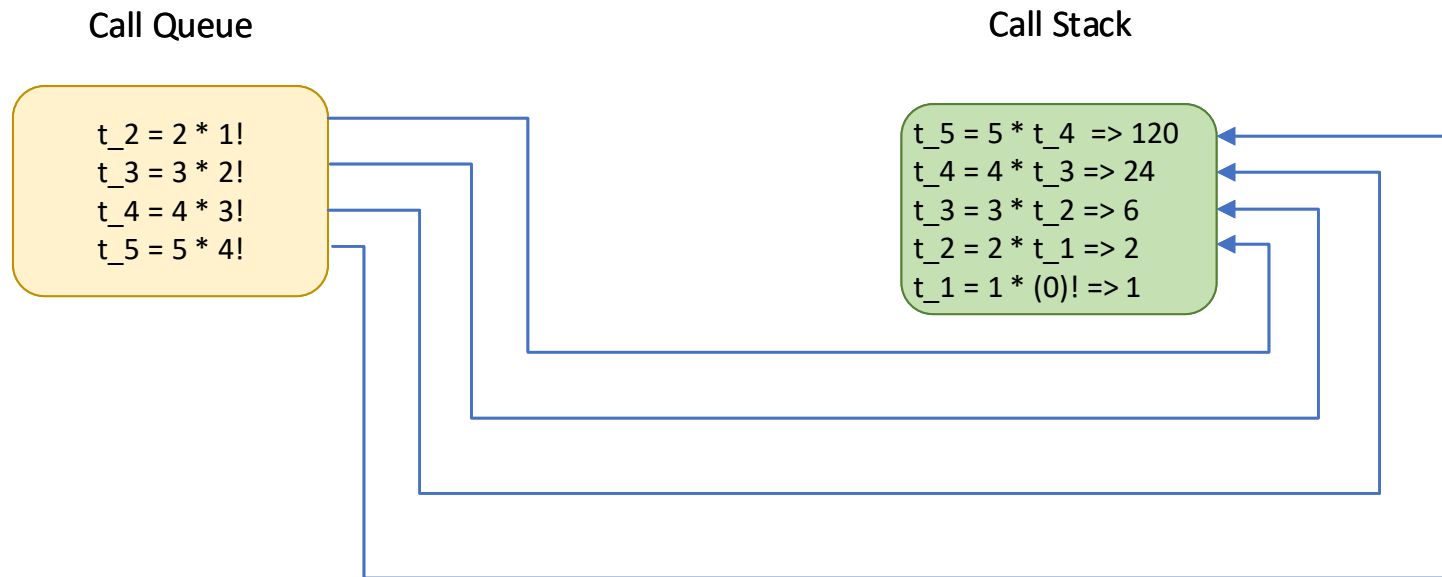 Call Queue
Call Stack
t_2 = 2 * 1!
t_3 = 3 * 2!
t_4 = 4 * 3!
t_5 = 5 * 4!
t_5 = 5 * t_4  => 120
t_4 = 4 * t_3 => 24
t_3 = 3 * t_2 => 6
t_2 = 2 * t_1 => 2
t_1 = 1 * (0)! => 1